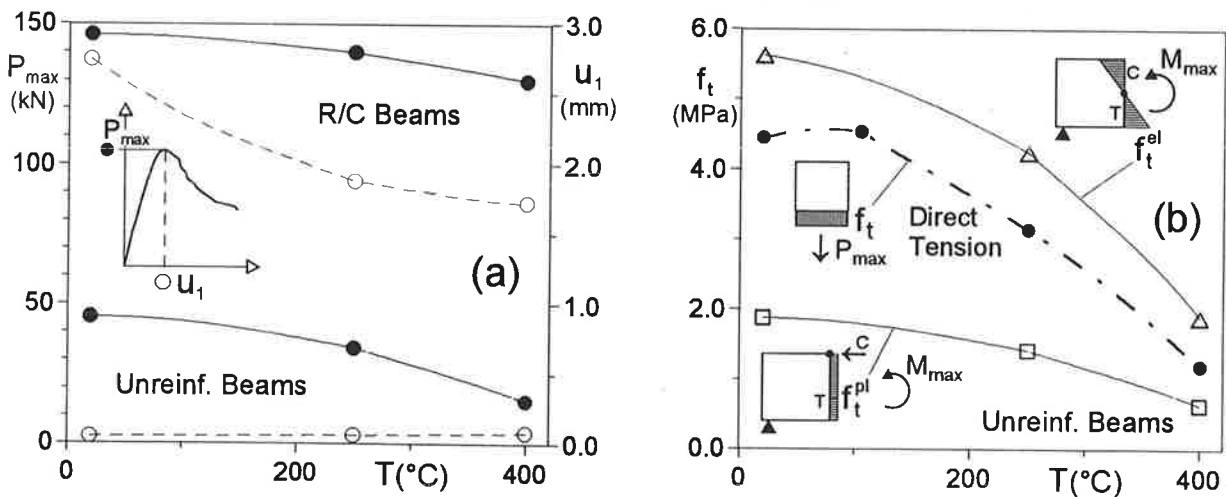 150
P_max
(kN)
100
50
0
3.0
u_1
(mm)
2.0
1.0
0.0
R/C Beams
P_max
u_1
(a)
Unreinf. Beams
0
200
T(°C)
400
6.0
f_t
(MPa)
4.0
2.0
0.0
C
T
M_max
f_t^el
(b)
f_t
Direct
Tension
P_max
C
T
f_t^pl
M_max
Unreinf. Beams
0
200
T(°C)
400